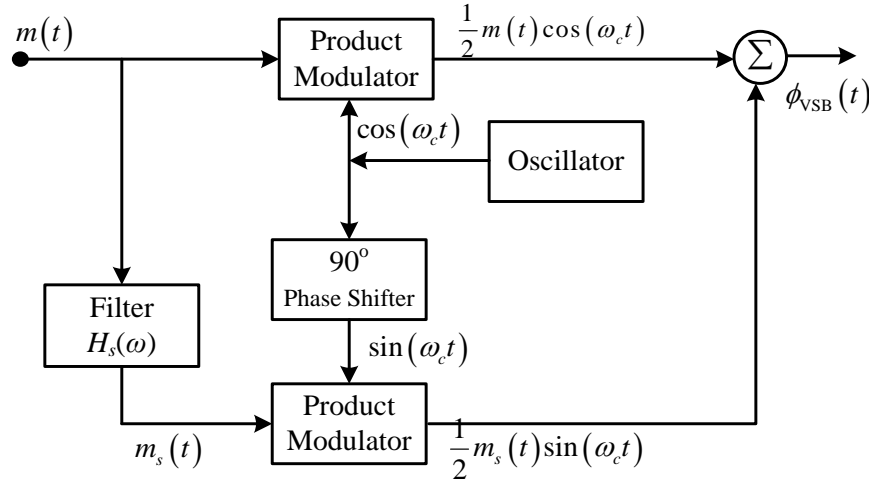 m(t)
Product
Modulator
1/2 m(t)cos(ω_c t)
Σ
ϕ_VSB(t)
cos(ω_c t)
Oscillator
90°
Phase Shifter
Filter
H_s(ω)
sin(ω_c t)
Product
Modulator
m_s(t)
1/2 m_s(t)sin(ω_c t)